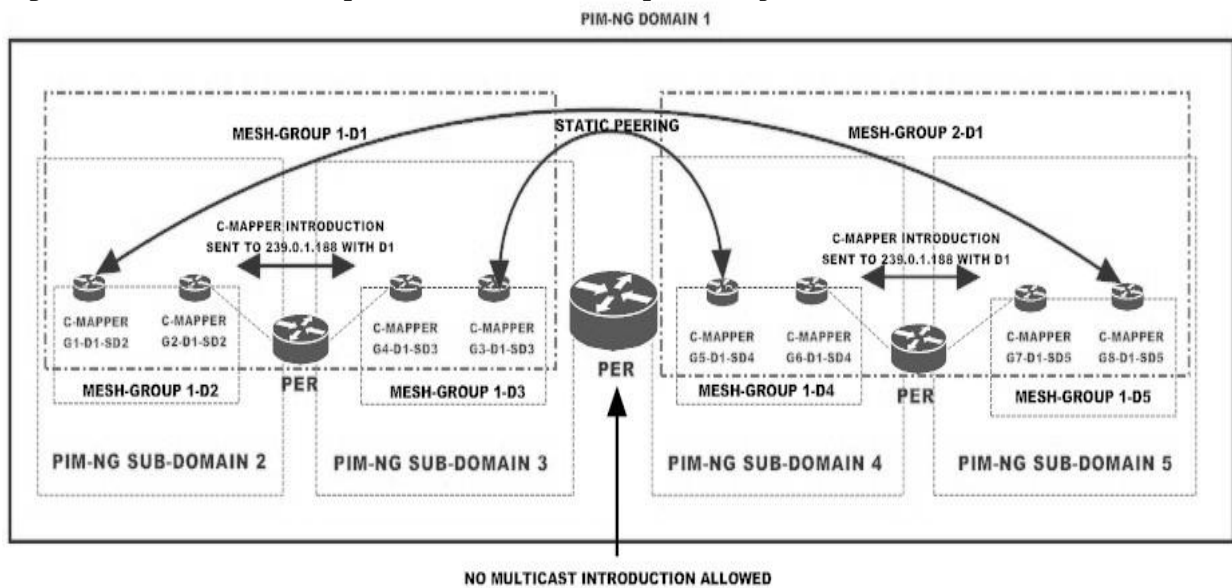 PIM-NG DOMAIN 1
MESH-GROUP 1-D1
STATIC PEERING
MESH-GROUP 2-D1
C-MAPPER INTRODUCTION
SENT TO 239.0.1.188 WITH D1
C-MAPPER INTRODUCTION
SENT TO 239.0.1.188 WITH D1
C-MAPPER
G1-D1-SD2
C-MAPPER
G2-D1-SD2
C-MAPPER
G4-D1-SD3
C-MAPPER
G3-D1-SD3
C-MAPPER
G5-D1-SD4
C-MAPPER
G6-D1-SD4
C-MAPPER
G7-D1-SD5
C-MAPPER
G8-D1-SD5
PER
PER
PER
MESH-GROUP 1-D2
MESH-GROUP 1-D3
MESH-GROUP 1-D4
MESH-GROUP 1-D5
PIM-NG SUB-DOMAIN 2
PIM-NG SUB-DOMAIN 3
PIM-NG SUB-DOMAIN 4
PIM-NG SUB-DOMAIN 5
NO MULTICAST INTRODUCTION ALLOWED